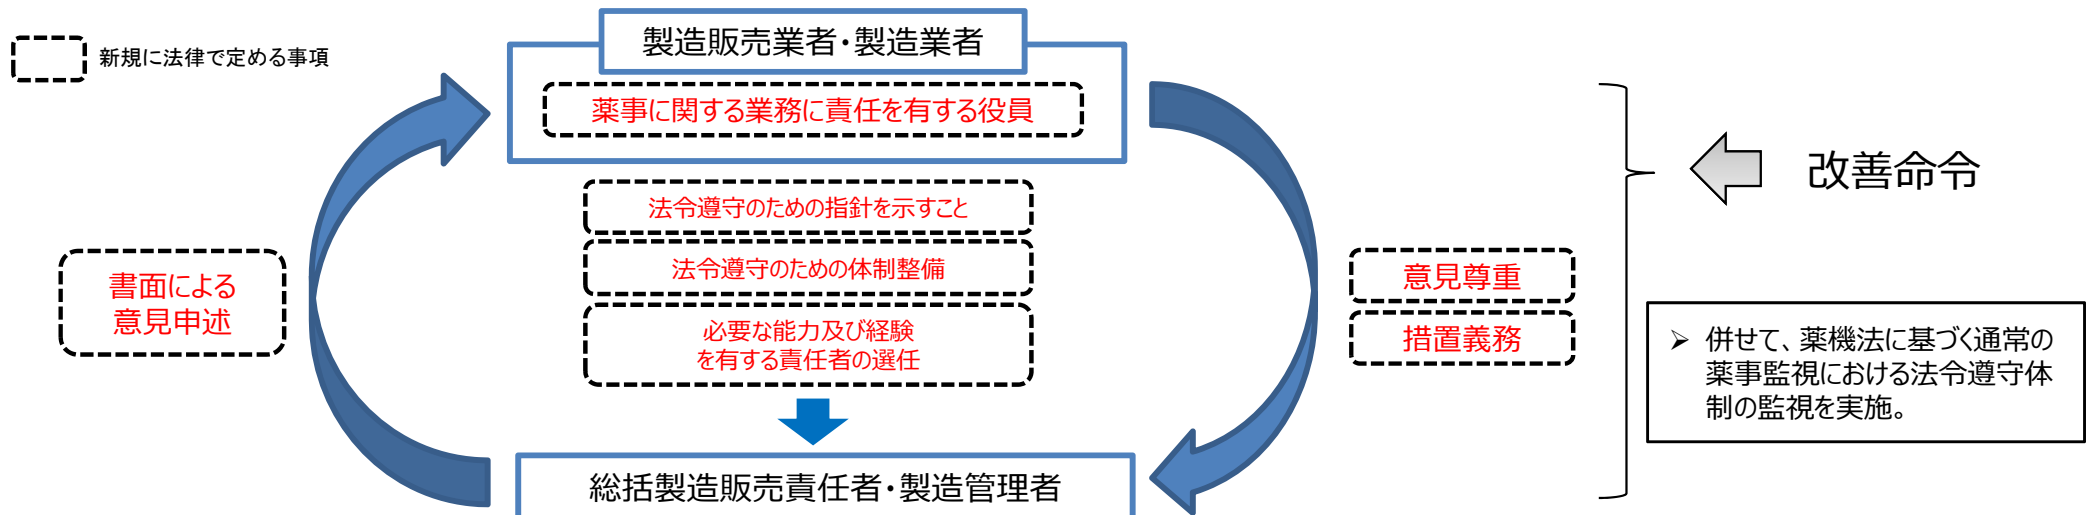 新規に法律で定める事項
製造販売業者・製造業者
薬事に関する業務に責任を有する役員
法令遵守のための指針を示すこと
法令遵守のための体制整備
必要な能力及び経験
を有する責任者の選任
書面による
意見申述
意見尊重
措置義務
改善命令
➢ 併せて、薬機法に基づく通常の
薬事監視における法令遵守体
制の監視を実施。
総括製造販売責任者・製造管理者